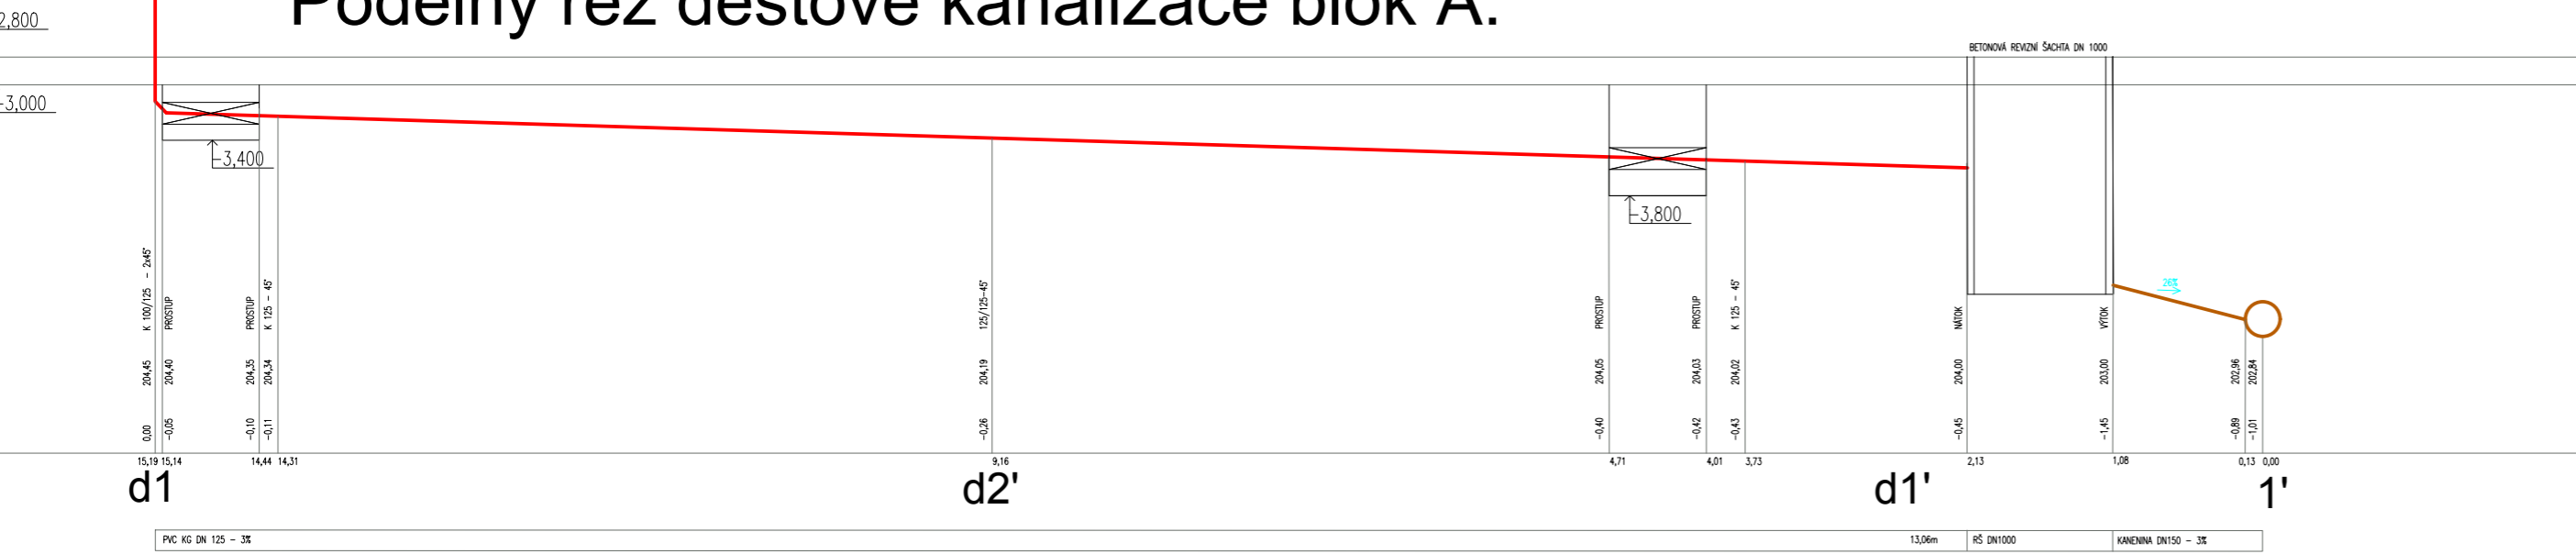 Podélný řez dešťové kanalizace blok A.
2,800
-3,000
-3,400
-3,800
BETONOVÁ REVIZNÍ ŠACHTA DN 1000
K 100/125 - 2x45°
PROSTUP
PROSTUP
K 125 - 45°
125/125-45°
PROSTUP
PROSTUP
K 125 - 45°
NÁTOK
VÝTOK
26%
204,45
204,40
204,35
204,34
204,19
204,05
204,03
204,02
204,00
203,00
202,96
202,84
0,00
-0,05
-0,10
-0,11
-0,26
-0,40
-0,42
-0,43
-0,45
-1,45
-0,89
-1,01
15,19 15,14 14,44 14,31 9,16 4,71 4,01 3,73 2,13 1,08 0,13 0,00
d1 d2' d1' 1'
PVC KG DN 125 - 3% 13,06m RŠ DN1000 KANENINA DN150 - 3%